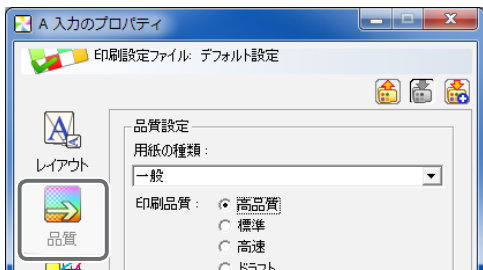 A 入力のプロパティ
印刷設定ファイル: デフォルト設定
品質設定
用紙の種類:
一般
印刷品質:
高品質
標準
高速
ドラフト
レイアウト
品質